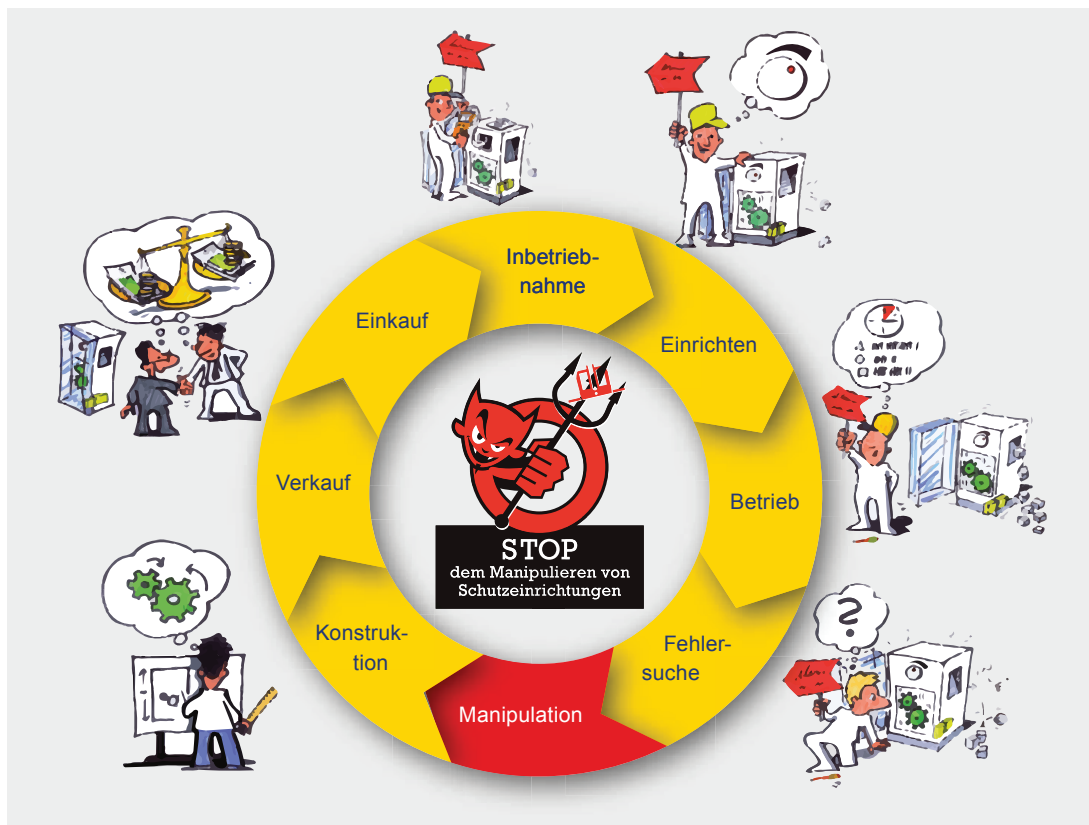 Inbetrieb-
nahme
Einrichten
Betrieb
Fehler-
suche
Manipulation
Konstruk-
tion
Verkauf
Einkauf
STOP
dem Manipulieren von
Schutzeinrichtungen
?